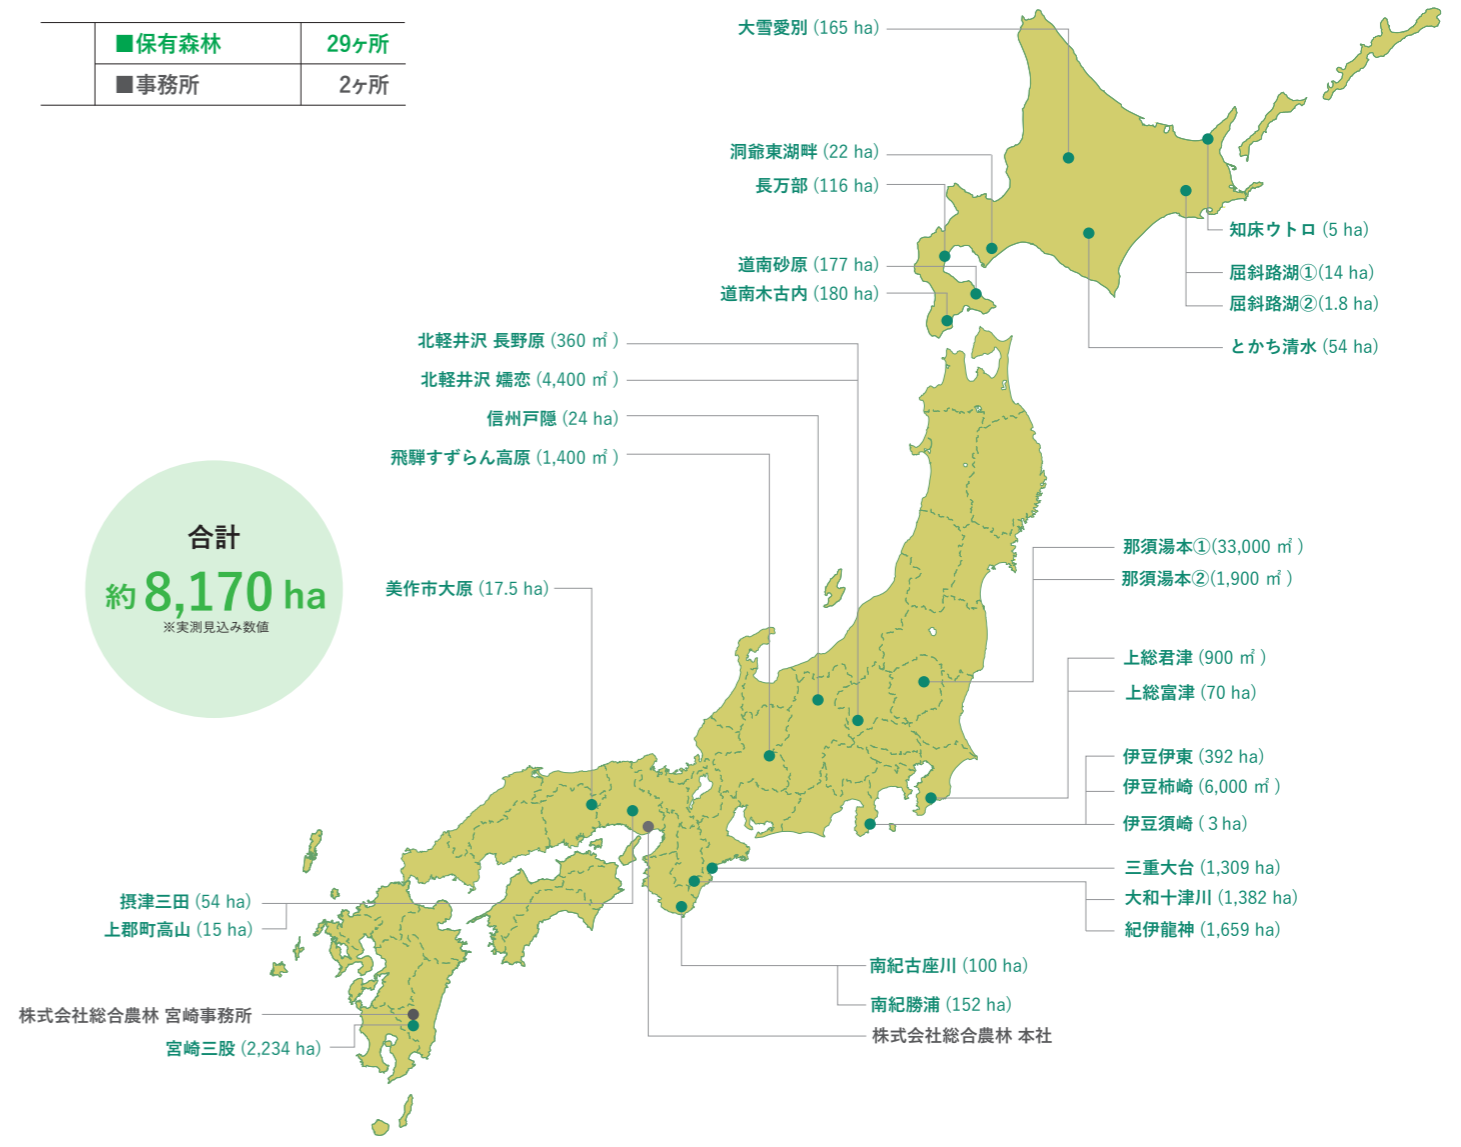 ■保有森林 29ヶ所
■事務所 2ヶ所
大雪愛別 (165 ha)
洞爺東湖畔 (22 ha)
長万部 (116 ha)
道南砂原 (177 ha)
道南木古内 (180 ha)
知床ウトロ (5 ha)
屈斜路湖①(14 ha)
屈斜路湖②(1.8 ha)
とかち清水 (54 ha)
北軽井沢 長野原 (360 ㎡ )
北軽井沢 嬬恋 (4,400 ㎡ )
信州戸隠 (24 ha)
飛騨すずらん高原 (1,400 ㎡ )
合計
約 8,170 ha
※実測見込み数値
美作市大原 (17.5 ha)
那須湯本①(33,000 ㎡ )
那須湯本②(1,900 ㎡ )
上総君津 (900 ㎡ )
上総富津 (70 ha)
伊豆伊東 (392 ha)
伊豆柿崎 (6,000 ㎡ )
伊豆須崎 ( 3 ha)
三重大台 (1,309 ha)
大和十津川 (1,382 ha)
紀伊龍神 (1,659 ha)
摂津三田 (54 ha)
上郡町高山 (15 ha)
南紀古座川 (100 ha)
南紀勝浦 (152 ha)
株式会社総合農林 本社
株式会社総合農林 宮崎事務所
宮崎三股 (2,234 ha)